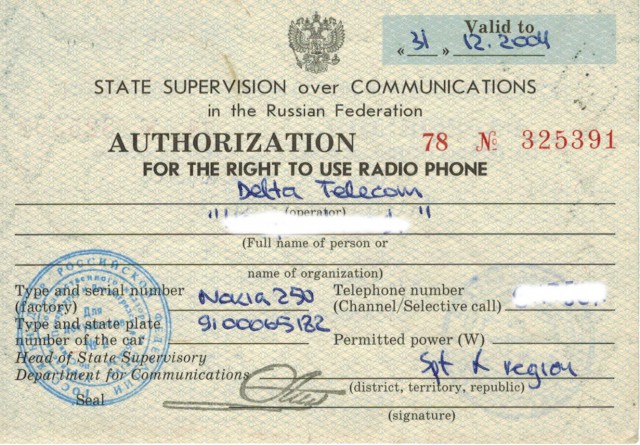 Valid to
« 31 » 12. 2004
STATE SUPERVISION over COMMUNICATIONS
in the Russian Federation
AUTHORIZATION 78 № 325391
FOR THE RIGHT TO USE RADIO PHONE
Delta Telecom
(operator)
" "
(Full name of person or
name of organization)
Type and serial number Nokia 250 Telephone number
(factory) (Channel/Selective call)
Type and state plate 9100065122
number of the car Permitted power (W)
Head of State Supervisory
Department for Communications Spt R region
(district, territory, republic)
Seal
(signature)
Для